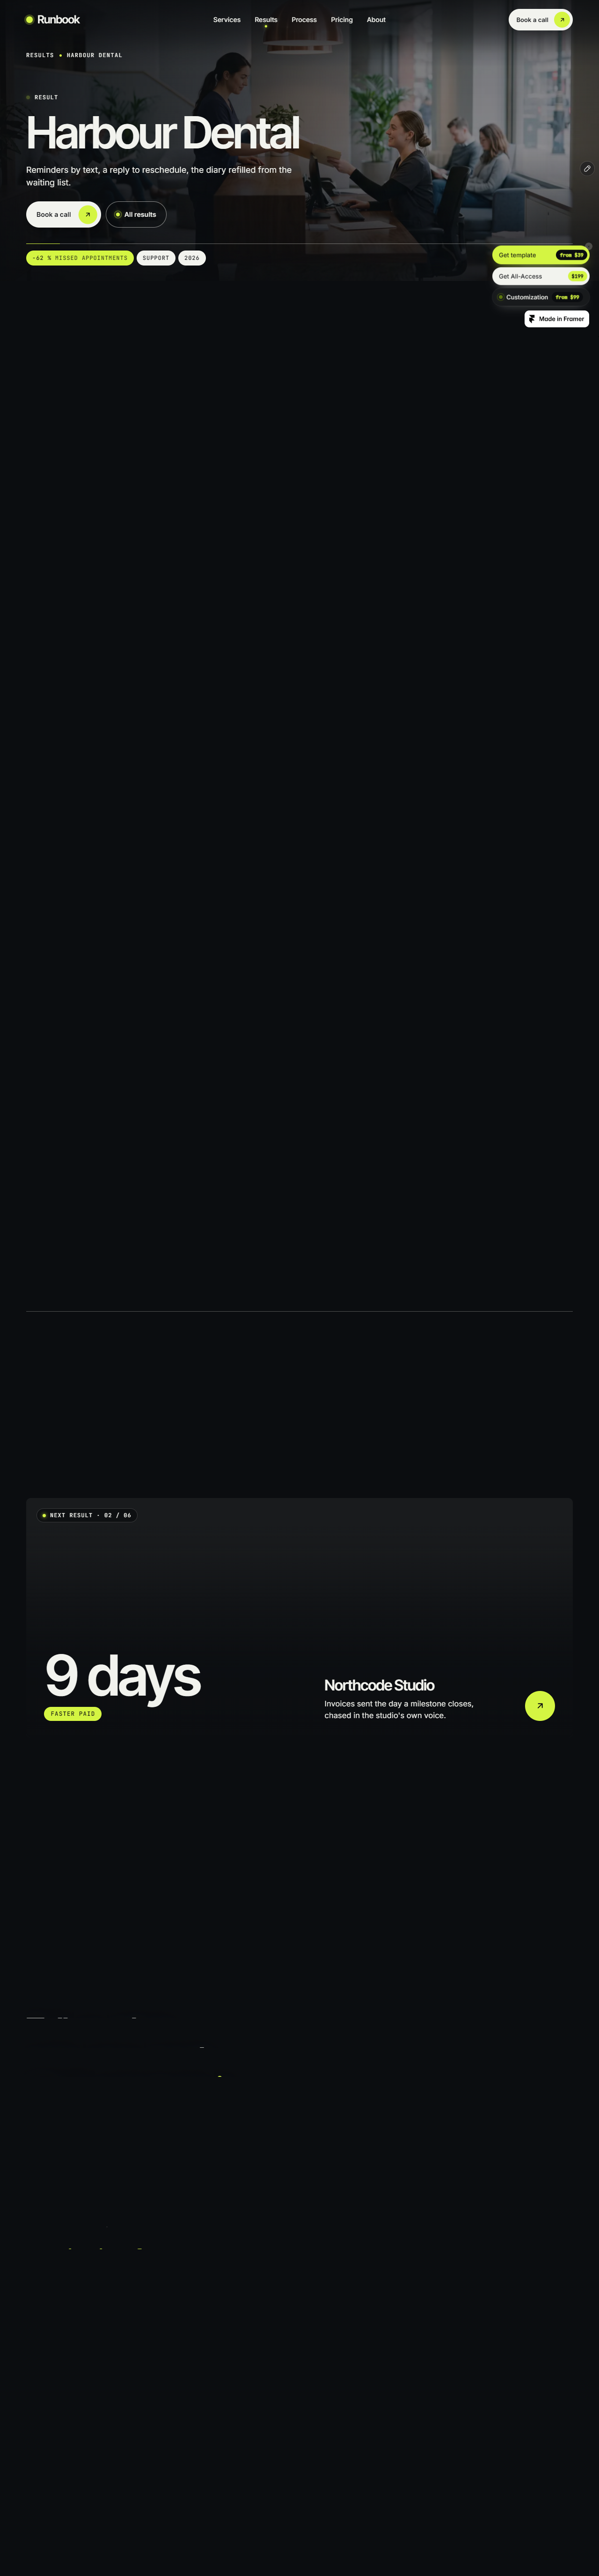 Runbook
Services
Results
Process
Pricing
About
Book a call
RESULTS • HARBOUR DENTAL
RESULT
Harbour Dental
Reminders by text, a reply to reschedule, the diary refilled from the
waiting list.
Book a call
All results
-62 % MISSED APPOINTMENTS
SUPPORT
2026
Get template from $39
Get All-Access $199
Customization from $99
Made in Framer
NEXT RESULT - 02 / 06
9 days
FASTER PAID
Northcode Studio
Invoices sent the day a milestone closes,
chased in the studio's own voice.